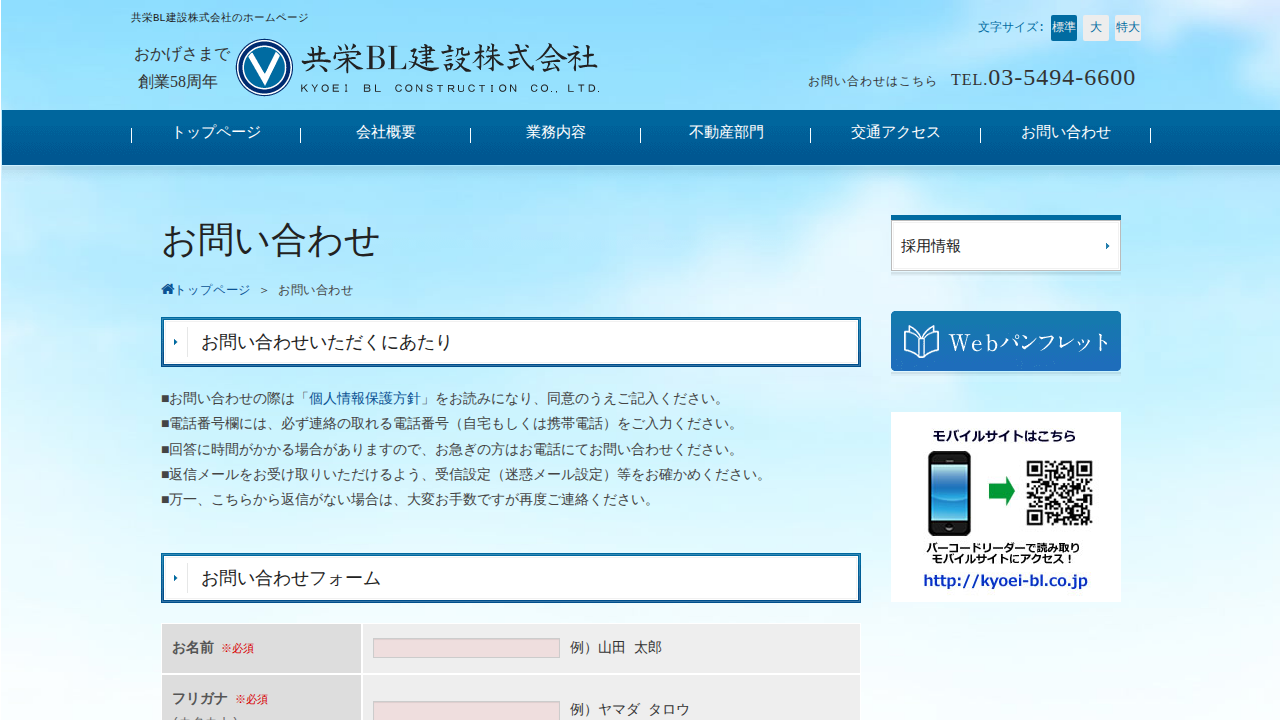 共栄BL建設株式会社のホームページ
文字サイズ: 標準 大 特大
おかげさまで
創業58周年
共栄BL建設株式会社
KYOEI BL CONSTRUCTION CO., LTD.
お問い合わせはこちら TEL.03-5494-6600
トップページ 会社概要 業務内容 不動産部門 交通アクセス お問い合わせ
お問い合わせ
トップページ > お問い合わせ
お問い合わせいただくにあたり
■お問い合わせの際は「個人情報保護方針」をお読みになり、同意のうえご記入ください。
■電話番号欄には、必ず連絡の取れる電話番号（自宅もしくは携帯電話）をご入力ください。
■回答に時間がかかる場合がありますので、お急ぎの方はお電話にてお問い合わせください。
■返信メールをお受け取りいただけるよう、受信設定（迷惑メール設定）等をお確かめください。
■万一、こちらから返信がない場合は、大変お手数ですが再度ご連絡ください。
お問い合わせフォーム
お名前 ※必須 例）山田 太郎
フリガナ ※必須
例）ヤマダ タロウ
採用情報
Webパンフレット
モバイルサイトはこちら
バーコードリーダーで読み取り
モバイルサイトにアクセス！
http://kyoei-bl.co.jp